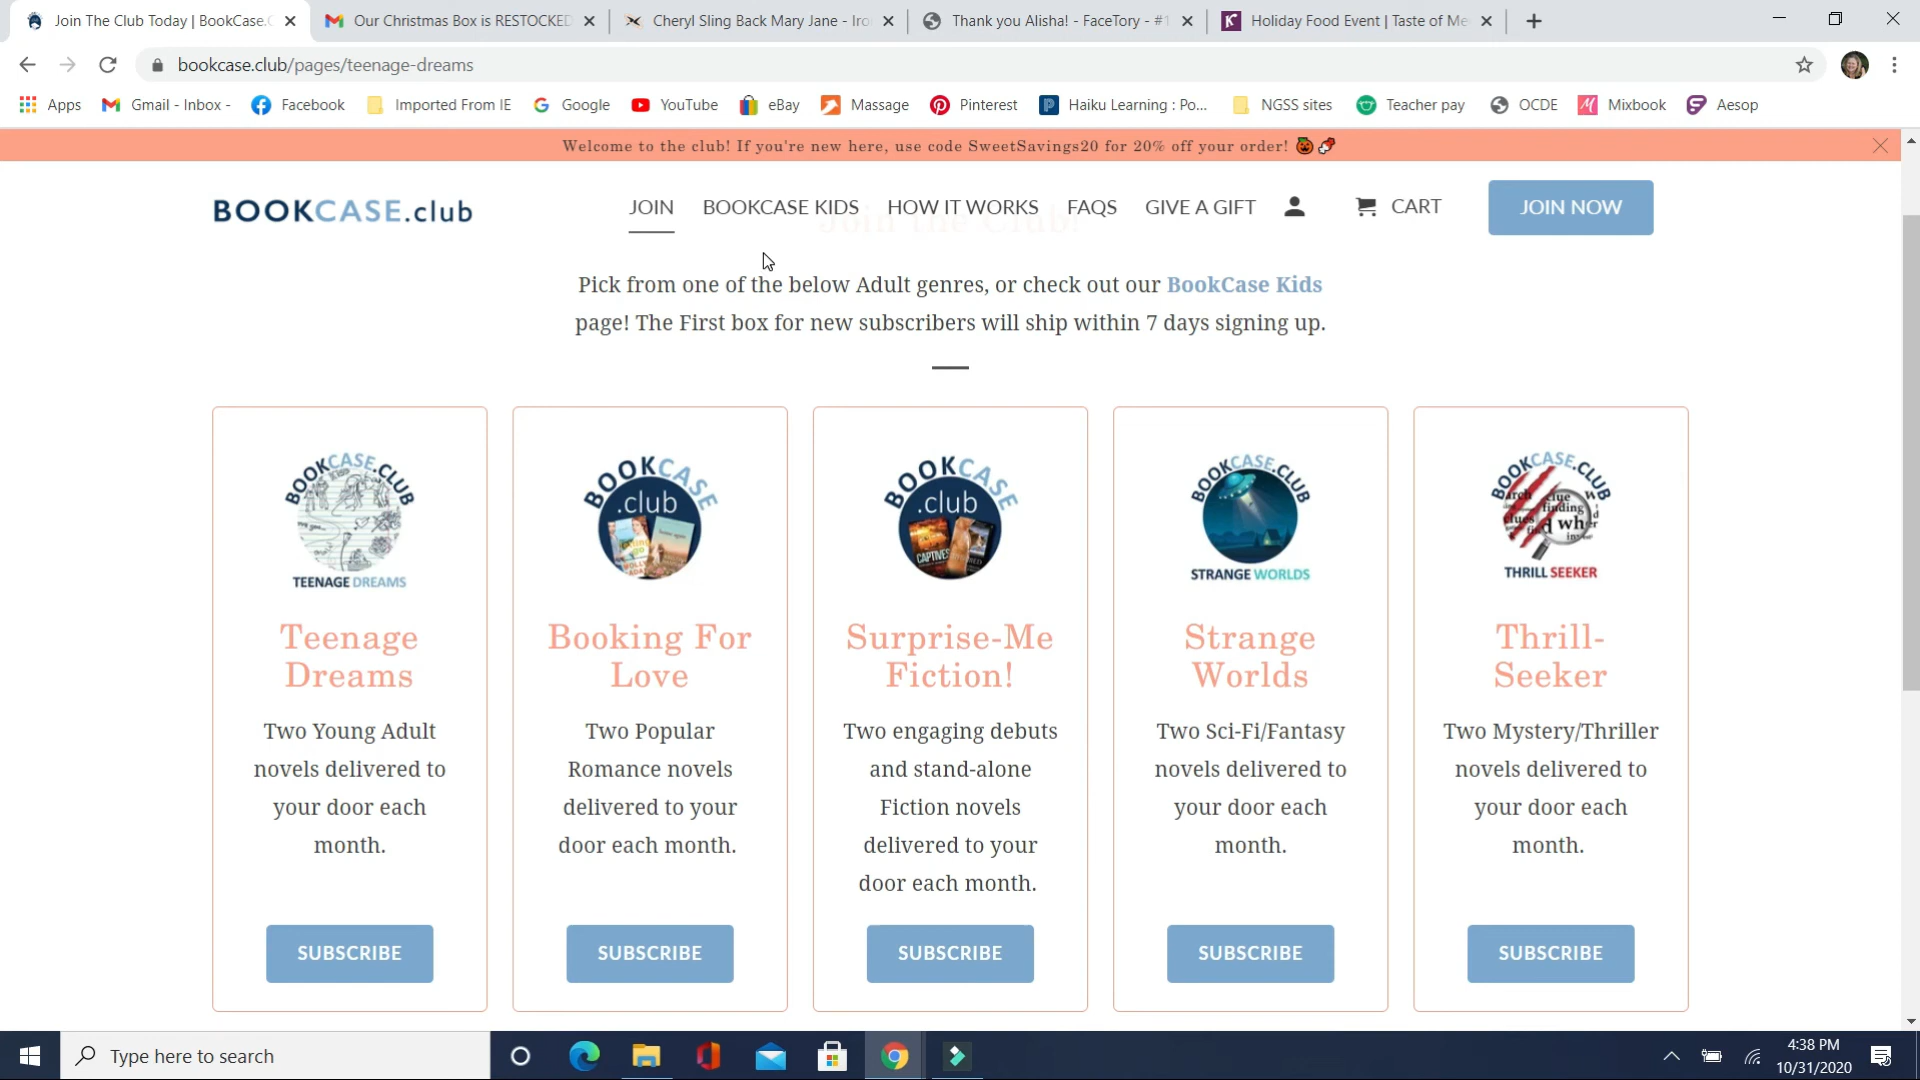 Join The Club Today | BookCase.C
Our Christmas Box is RESTOCKED
Cheryl Sling Back Mary Jane - Iro
Thank you Alisha! - FaceTory - #1
Holiday Food Event | Taste of Me
bookcase.club/pages/teenage-dreams
Apps
Gmail - Inbox -
Facebook
Imported From IE
Google
YouTube
eBay
Massage
Pinterest
Haiku Learning : Po...
NGSS sites
Teacher pay
OCDE
Mixbook
Aesop
Welcome to the club! If you're new here, use code SweetSavings20 for 20% off your order!
BOOKCASE.club
JOIN
BOOKCASE KIDS
HOW IT WORKS
FAQS
GIVE A GIFT
CART
JOIN NOW
Join the Club!
Pick from one of the below Adult genres, or check out our BookCase Kids
page! The First box for new subscribers will ship within 7 days signing up.
BOOKCASE.CLUB
TEENAGE DREAMS
Teenage
Dreams
Two Young Adult
novels delivered to
your door each
month.
SUBSCRIBE
BOOKCASE
.club
Booking For
Love
Two Popular
Romance novels
delivered to your
door each month.
SUBSCRIBE
BOOKCASE
.club
CAPTIVES
Surprise-Me
Fiction!
Two engaging debuts
and stand-alone
Fiction novels
delivered to your
door each month.
SUBSCRIBE
BOOKCASE.CLUB
STRANGE WORLDS
Strange
Worlds
Two Sci-Fi/Fantasy
novels delivered to
your door each
month.
SUBSCRIBE
BOOKCASE.CLUB
finding
THRILL SEEKER
Thrill-
Seeker
Two Mystery/Thriller
novels delivered to
your door each
month.
SUBSCRIBE
Type here to search
4:38 PM
10/31/2020